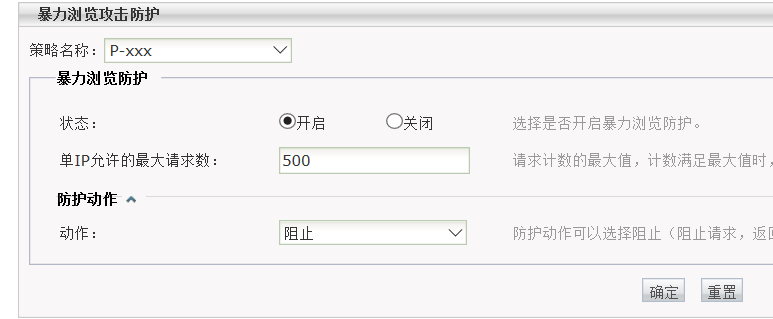 暴力浏览攻击防护
策略名称： P-xxx
暴力浏览防护
状态： 开启 关闭 选择是否开启暴力浏览防护。
单IP允许的最大请求数： 500 请求计数的最大值，计数满足最大值时，
防护动作
动作： 阻止 防护动作可以选择阻止（阻止请求，返回
确定 重置